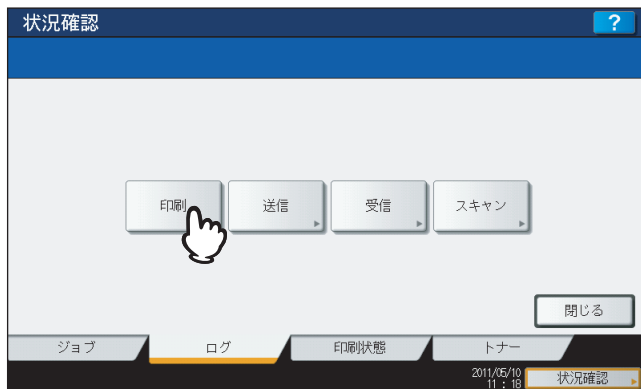 状況確認
?
印刷
送信
受信
スキャン
閉じる
ジョブ
ログ
印刷状態
トナー
2011/05/10
11 : 18
状況確認